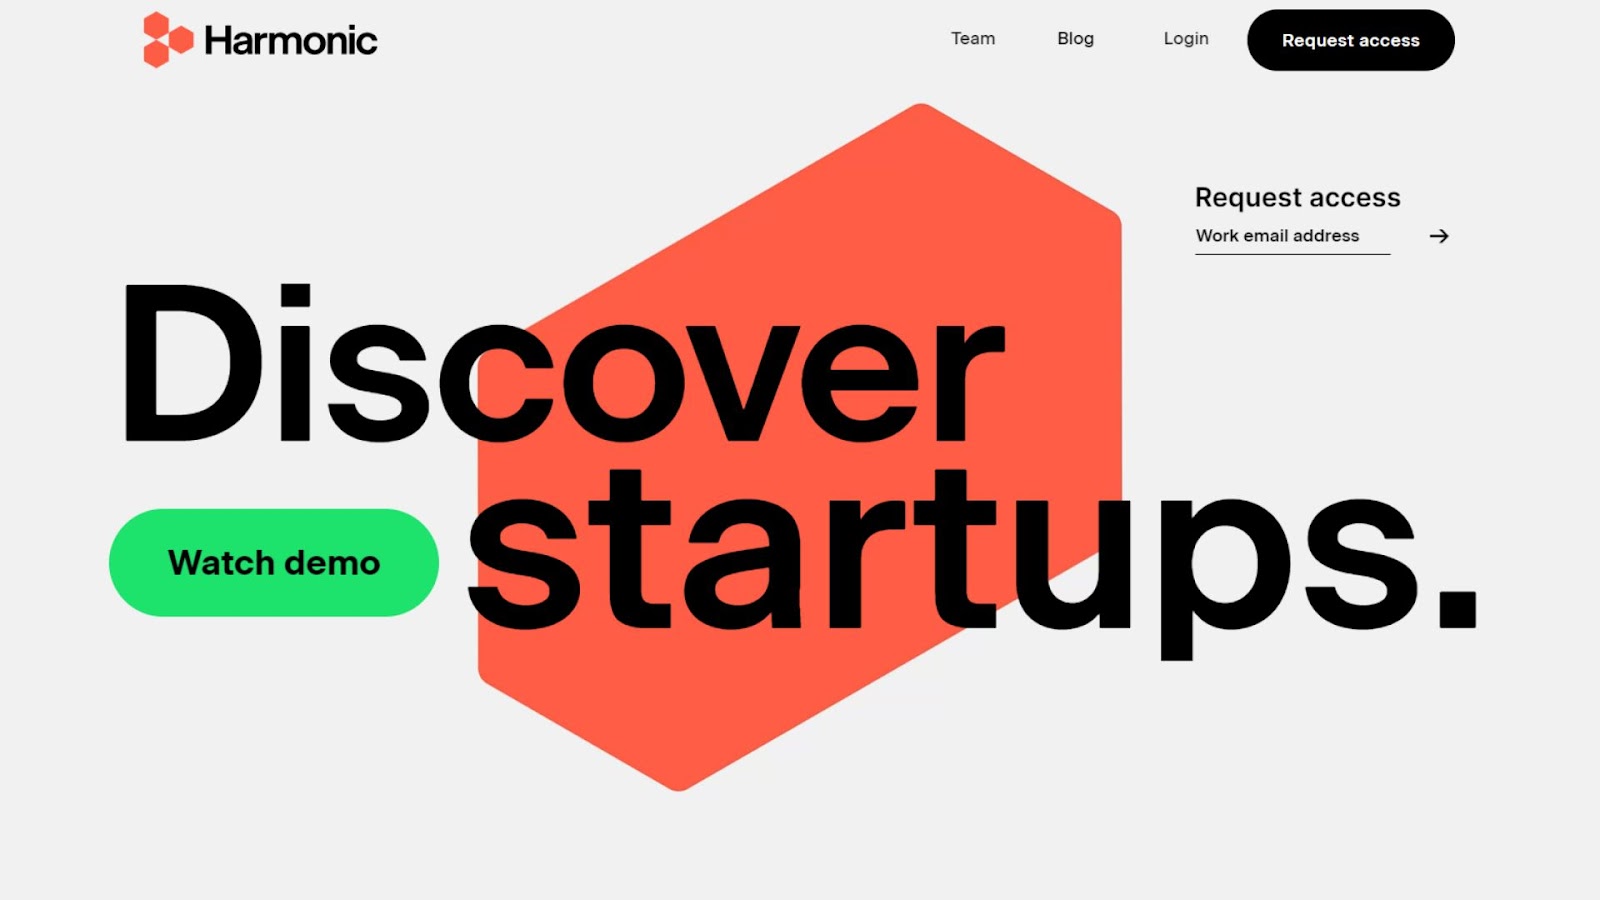 Harmonic
Team
Blog
Login
Request access
Request access
Work email address
Discover
Watch demo
startups.